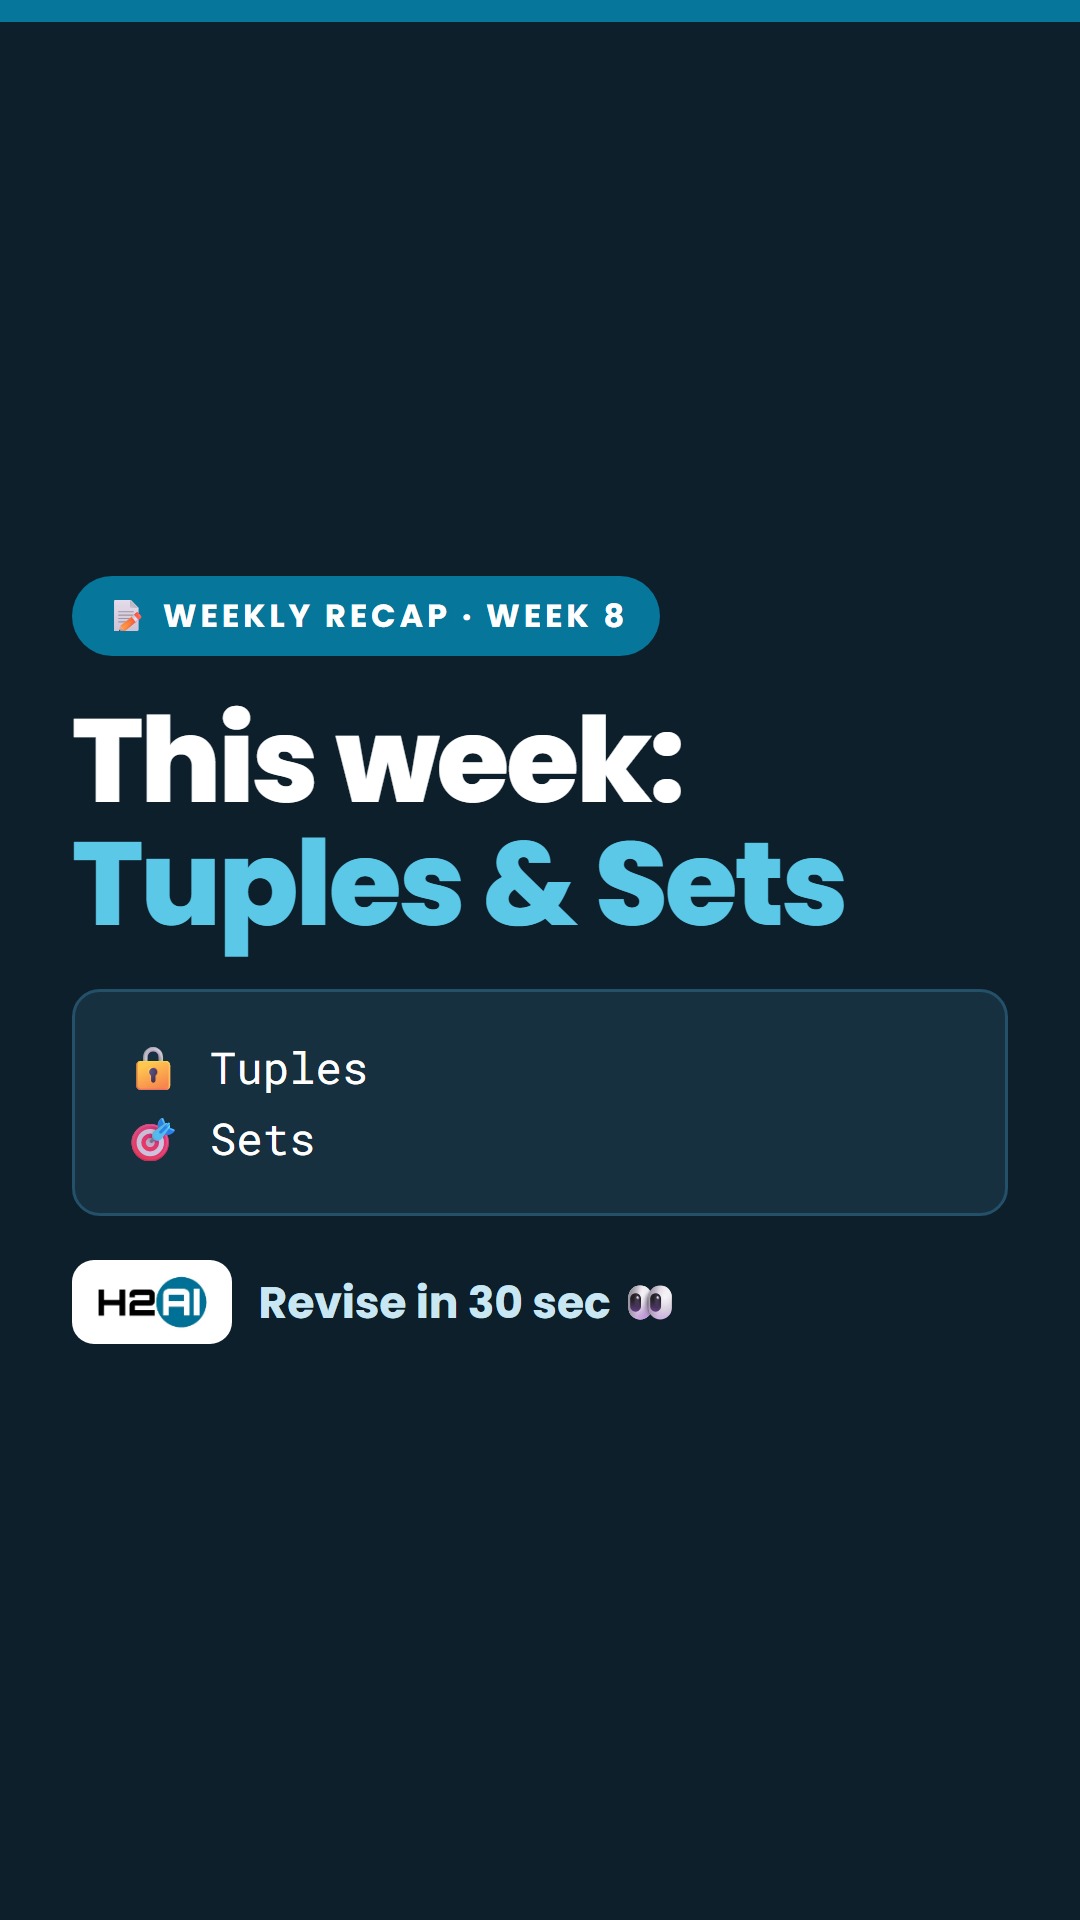 📝 WEEKLY RECAP · WEEK 8
This week:
Tuples & Sets
🔒 Tuples
🎯 Sets
H2AI Revise in 30 sec 👀